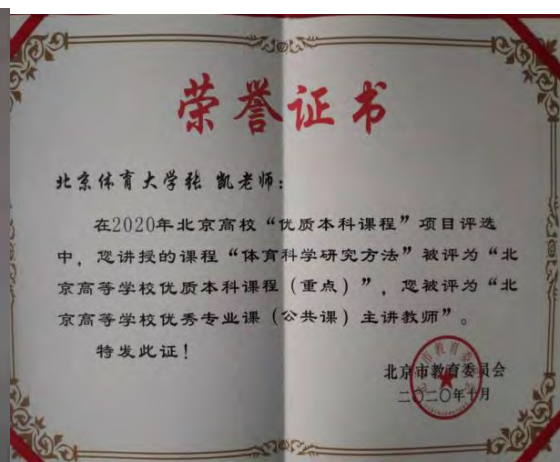 荣誉证书
北京体育大学张 凯老师：
在2020年北京高校“优质本科课程”项目评选
中，您讲授的课程“体育科学研究方法”被评为“北
京高等学校优质本科课程（重点）”，您被评为“北
京高等学校优秀专业课（公共课）主讲教师”。
特发此证！
北京市教育委员会
二〇二〇年十月